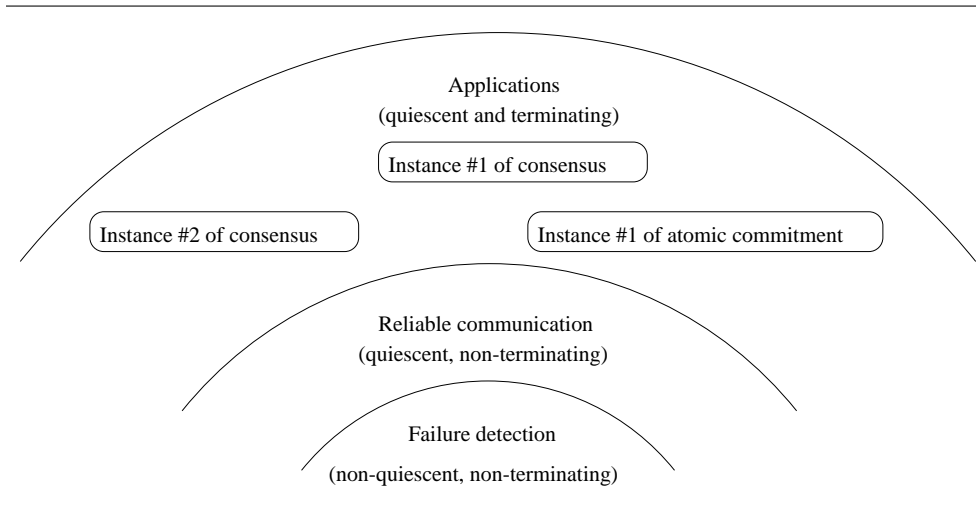 Applications
(quiescent and terminating)
Instance #1 of consensus
Instance #2 of consensus
Instance #1 of atomic commitment
Reliable communication
(quiescent, non-terminating)
Failure detection
(non-quiescent, non-terminating)